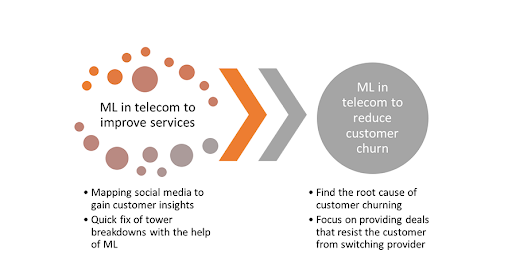 ML in telecom to
improve services
ML in
telecom to
reduce
customer
churn
• Mapping social media to
gain customer insights
• Quick fix of tower
breakdowns with the help
of ML
• Find the root cause of
customer churning
• Focus on providing deals
that resist the customer
from switching provider